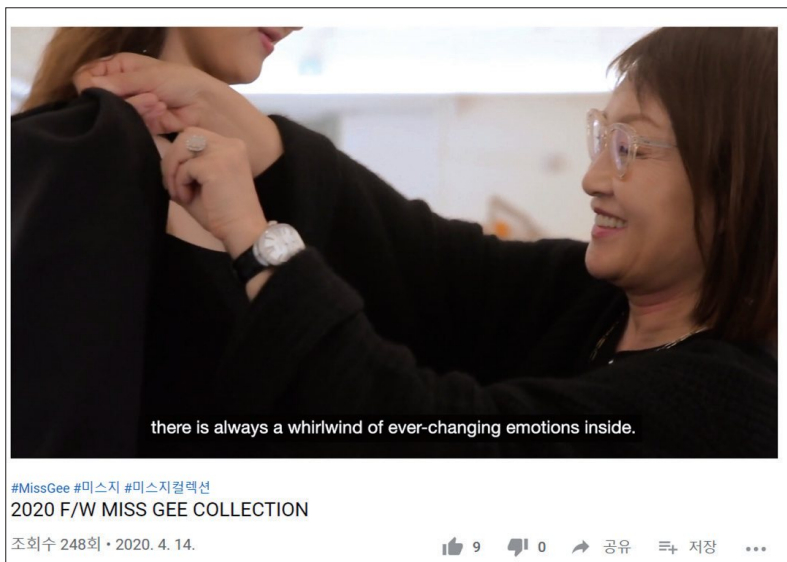 there is always a whirlwind of ever-changing emotions inside.
#MissGee #미스지 #미스지컬렉션
2020 F/W MISS GEE COLLECTION
조회수 248회 • 2020. 4. 14.
9 0 공유 저장